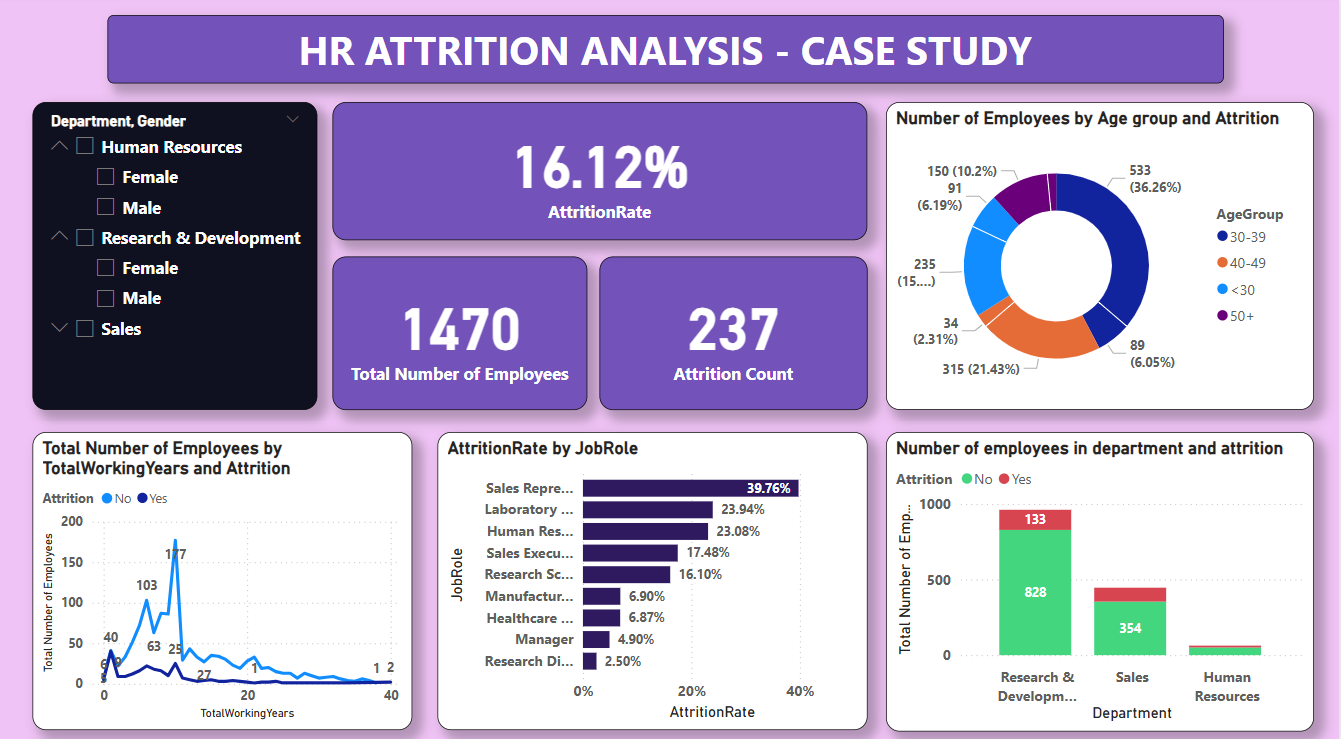 HR ATTRITION ANALYSIS - CASE STUDY
Department, Gender
Human Resources
Female
Male
Research & Development
Female
Male
Sales
16.12%
AttritionRate
1470
Total Number of Employees
237
Attrition Count
Number of Employees by Age group and Attrition
150 (10.2%)
91
(6.19%)
235
(15....)
34
(2.31%)
315 (21.43%)
533
(36.26%)
89
(6.05%)
AgeGroup
30-39
40-49
<30
50+
Total Number of Employees by
TotalWorkingYears and Attrition
Attrition No Yes
Total Number of Employees
200
150
100
50
0
177
103
40
63
25
27
1
1 2
0 20 40
TotalWorkingYears
AttritionRate by JobRole
JobRole
Sales Repre... 39.76%
Laboratory ... 23.94%
Human Res... 23.08%
Sales Execu... 17.48%
Research Sc... 16.10%
Manufactur... 6.90%
Healthcare ... 6.87%
Manager 4.90%
Research Di... 2.50%
0% 20% 40%
AttritionRate
Number of employees in department and attrition
Attrition No Yes
Total Number of Emp...
1000
500
0
133
828
354
Research &
Developm...
Sales
Human
Resources
Department